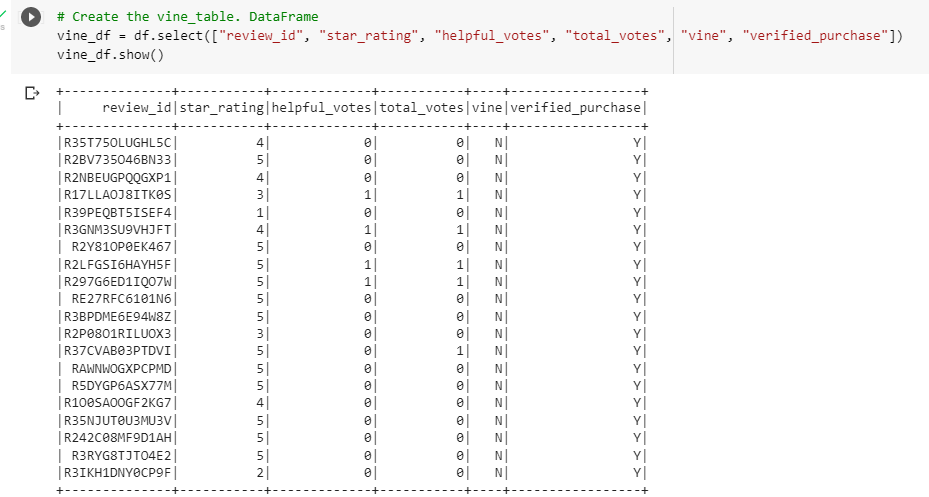 # Create the vine_table. DataFrame
vine_df = df.select(["review_id", "star_rating", "helpful_votes", "total_votes", "vine", "verified_purchase"])
vine_df.show()
+--------------+-----------+-------------+-----------+----+-----------------+
|     review_id|star_rating|helpful_votes|total_votes|vine|verified_purchase|
+--------------+-----------+-------------+-----------+----+-----------------+
|R35T75OLUGHL5C|          4|            0|          0|   N|                Y|
|R2BV735O46BN33|          5|            0|          0|   N|                Y|
|R2NBEUGPQQGXP1|          4|            0|          0|   N|                Y|
|R17LLAOJ8ITK0S|          3|            1|          1|   N|                Y|
|R39PEQBT5ISEF4|          1|            0|          0|   N|                Y|
|R3GNM3SU9VHJFT|          4|            1|          1|   N|                Y|
| R2Y81OP0EK467|          5|            0|          0|   N|                Y|
|R2LFGSI6HAYH5F|          5|            1|          1|   N|                Y|
|R297G6ED1IQO7W|          5|            1|          1|   N|                Y|
| RE27RFC6101N6|          5|            0|          0|   N|                Y|
|R3BPDME6E94W8Z|          5|            0|          0|   N|                Y|
|R2P08O1RILUOX3|          3|            0|          0|   N|                Y|
|R37CVAB03PTDVI|          5|            0|          1|   N|                Y|
| RAWNWOGXPCPMD|          5|            0|          0|   N|                Y|
| R5DYGP6ASX77M|          5|            0|          0|   N|                Y|
|R1O0SAOOGF2KG7|          4|            0|          0|   N|                Y|
|R35NJUT0U3MU3V|          5|            0|          0|   N|                Y|
|R242C08MF9D1AH|          5|            0|          0|   N|                Y|
| R3RYG8TJTO4E2|          5|            0|          0|   N|                Y|
|R3IKH1DNY0CP9F|          2|            0|          0|   N|                Y|
+--------------+-----------+-------------+-----------+----+-----------------+